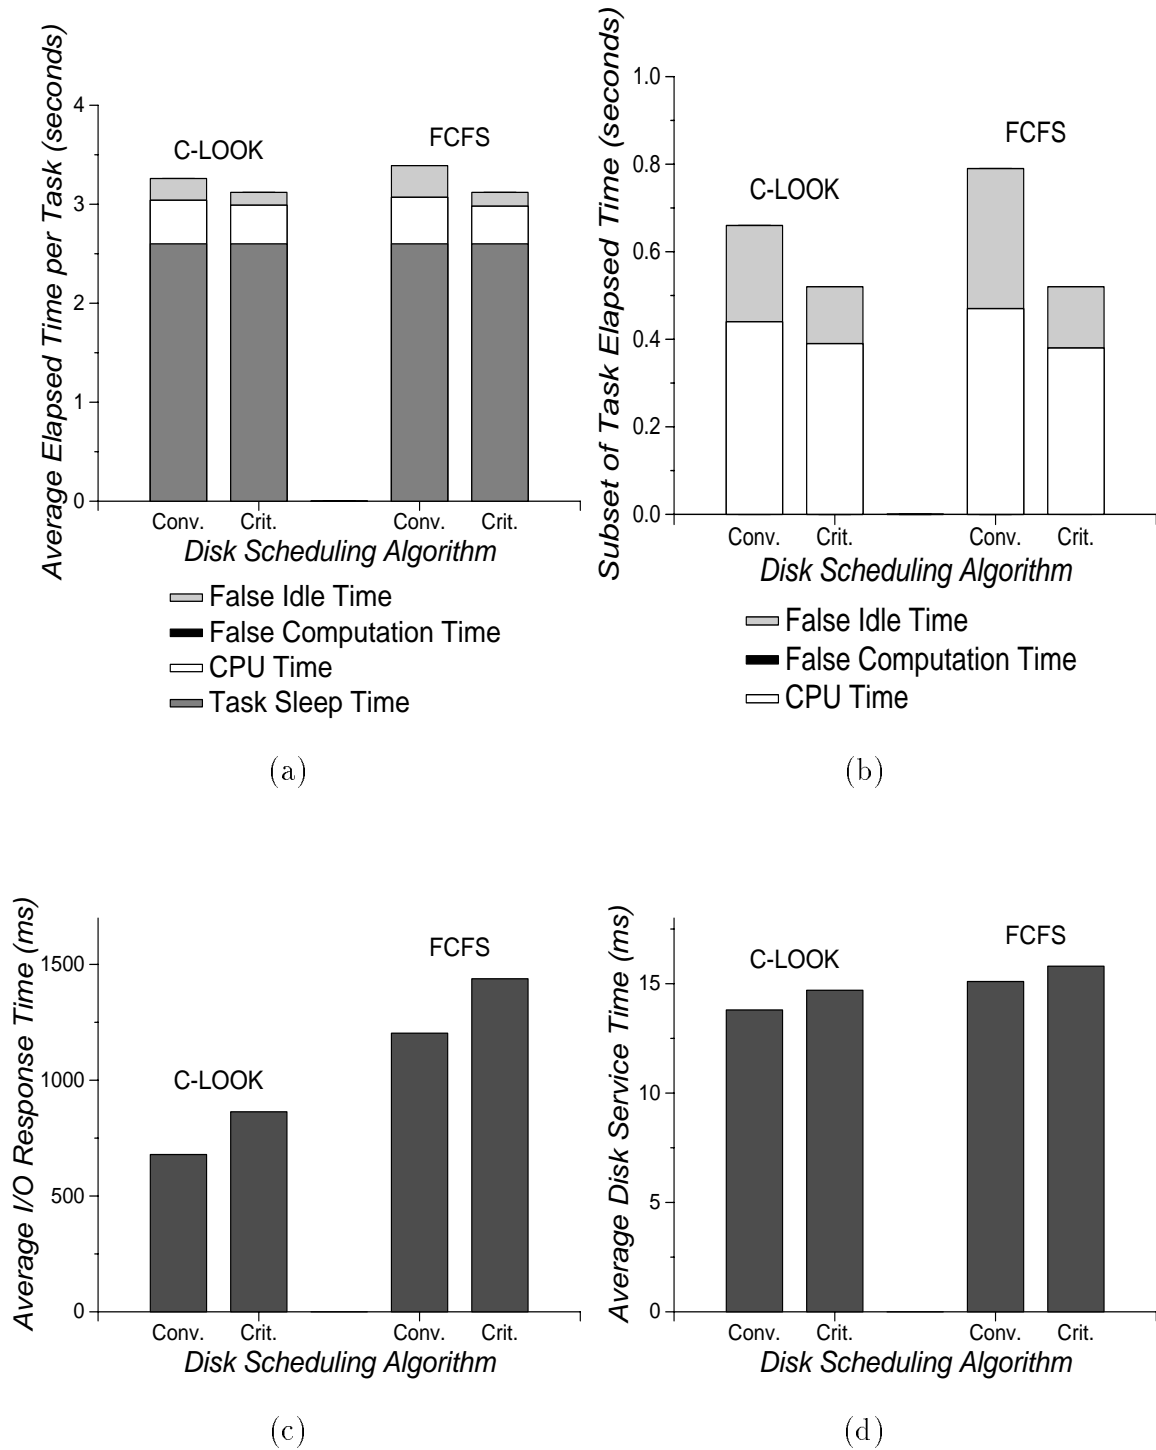 Average Elapsed Time per Task (seconds)
4
3
2
1
0
C-LOOK
FCFS
Conv.
Crit.
Conv.
Crit.
Disk Scheduling Algorithm
False Idle Time
False Computation Time
CPU Time
Task Sleep Time
(a)
Subset of Task Elapsed Time (seconds)
1.0
0.8
0.6
0.4
0.2
0.0
C-LOOK
FCFS
Conv.
Crit.
Conv.
Crit.
Disk Scheduling Algorithm
False Idle Time
False Computation Time
CPU Time
(b)
Average I/O Response Time (ms)
1500
1000
500
0
C-LOOK
FCFS
Conv.
Crit.
Conv.
Crit.
Disk Scheduling Algorithm
(c)
Average Disk Service Time (ms)
15
10
5
0
C-LOOK
FCFS
Conv.
Crit.
Conv.
Crit.
Disk Scheduling Algorithm
(d)